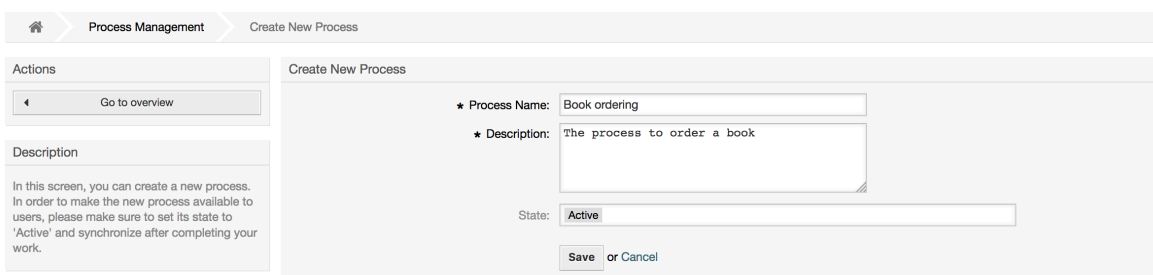 Process Management Create New Process
Actions
Go to overview
Description
In this screen, you can create a new process.
In order to make the new process available to
users, please make sure to set its state to
'Active' and synchronize after completing your
work.
Create New Process
* Process Name: Book ordering
* Description: The process to order a book
State: Active
Save or Cancel